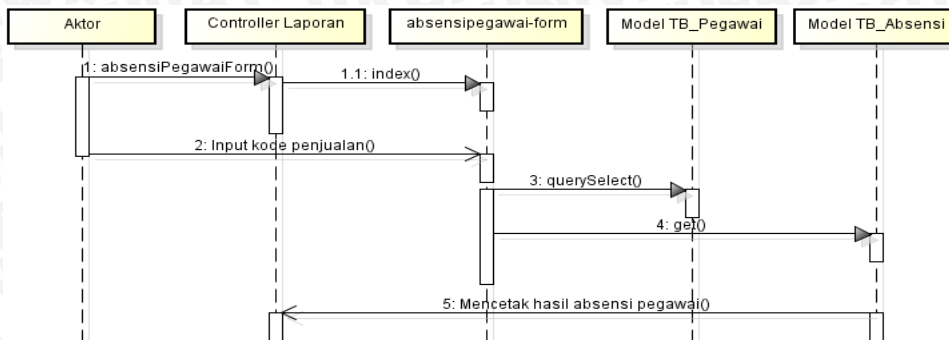 Aktor
Controller Laporan
absensipegawai-form
Model TB_Pegawai
Model TB_Absensi
1: absensiPegawaiForm()
1.1: index()
2: Input kode penjualan()
3: querySelect()
4: get()
5: Mencetak hasil absensi pegawai()